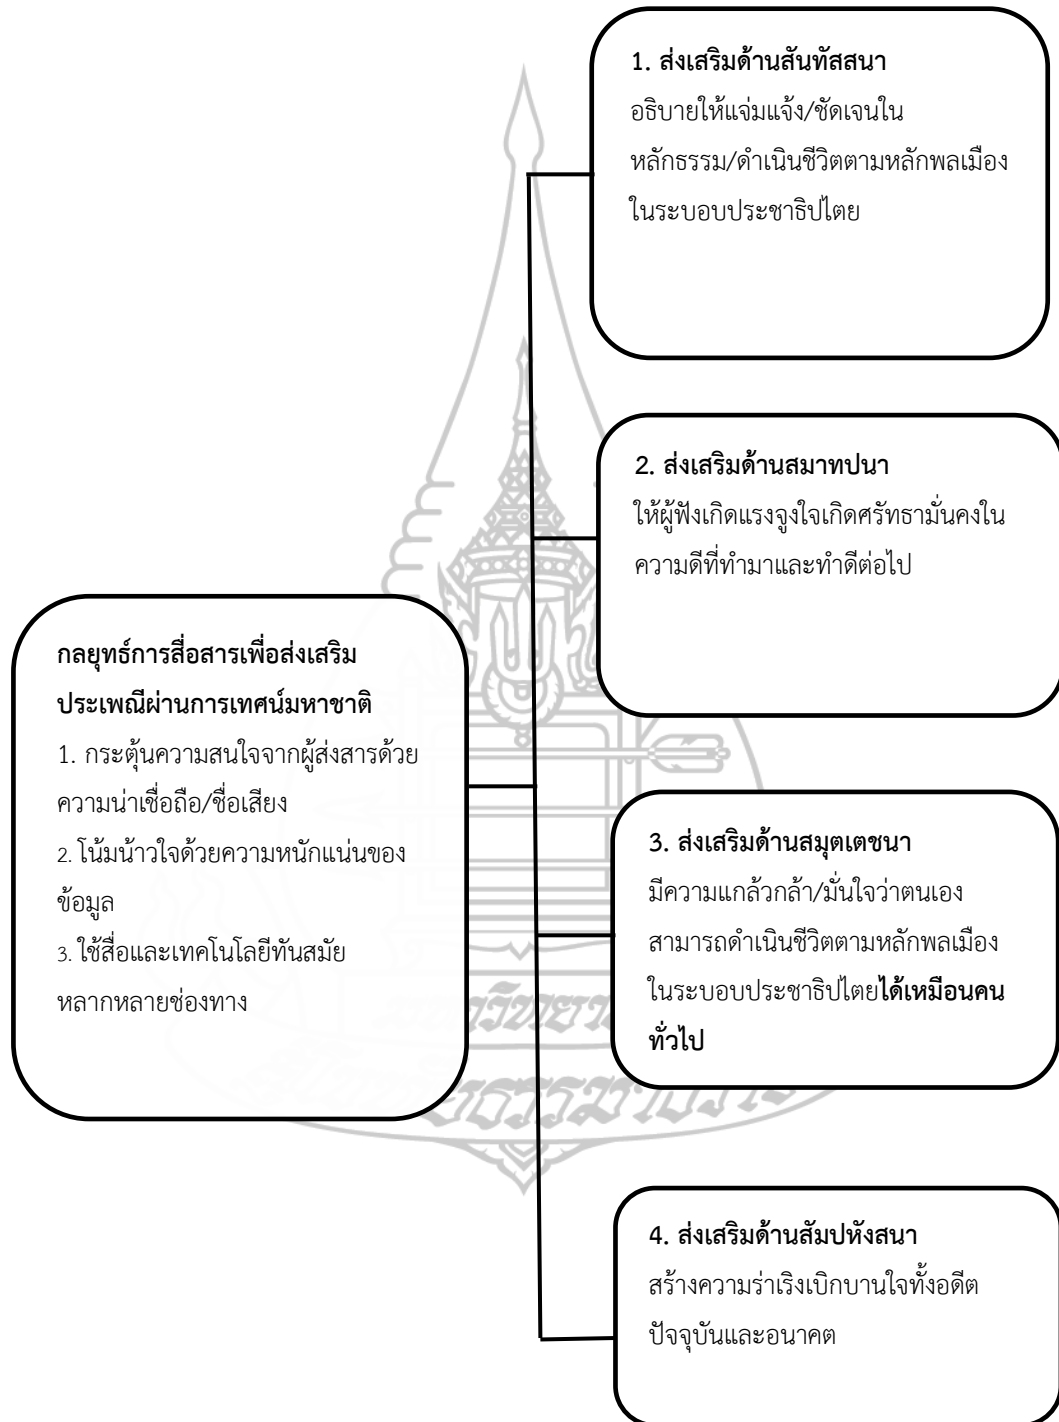 1. ส่งเสริมด้านสันทัสสนา
อธิบายให้แจ่มแจ้ง/ชัดเจนใน
หลักธรรม/ดำเนินชีวิตตามหลักพลเมือง
ในระบอบประชาธิปไตย
2. ส่งเสริมด้านสมาทปนา
ให้ผู้ฟังเกิดแรงจูงใจเกิดศรัทธามั่นคงใน
ความดีที่ทำมาและทำดีต่อไป
กลยุทธ์การสื่อสารเพื่อส่งเสริม
ประเพณีผ่านการเทศน์มหาชาติ
1. กระตุ้นความสนใจจากผู้ส่งสารด้วย
ความน่าเชื่อถือ/ชื่อเสียง
2. โน้มน้าวใจด้วยความหนักแน่นของ
ข้อมูล
3. ใช้สื่อและเทคโนโลยีทันสมัย
หลากหลายช่องทาง
3. ส่งเสริมด้านสมุตเตชนา
มีความแกล้วกล้า/มั่นใจว่าตนเอง
สามารถดำเนินชีวิตตามหลักพลเมือง
ในระบอบประชาธิปไตยได้เหมือนคน
ทั่วไป
4. ส่งเสริมด้านสัมปหังสนา
สร้างความร่าเริงเบิกบานใจทั้งอดีต
ปัจจุบันและอนาคต